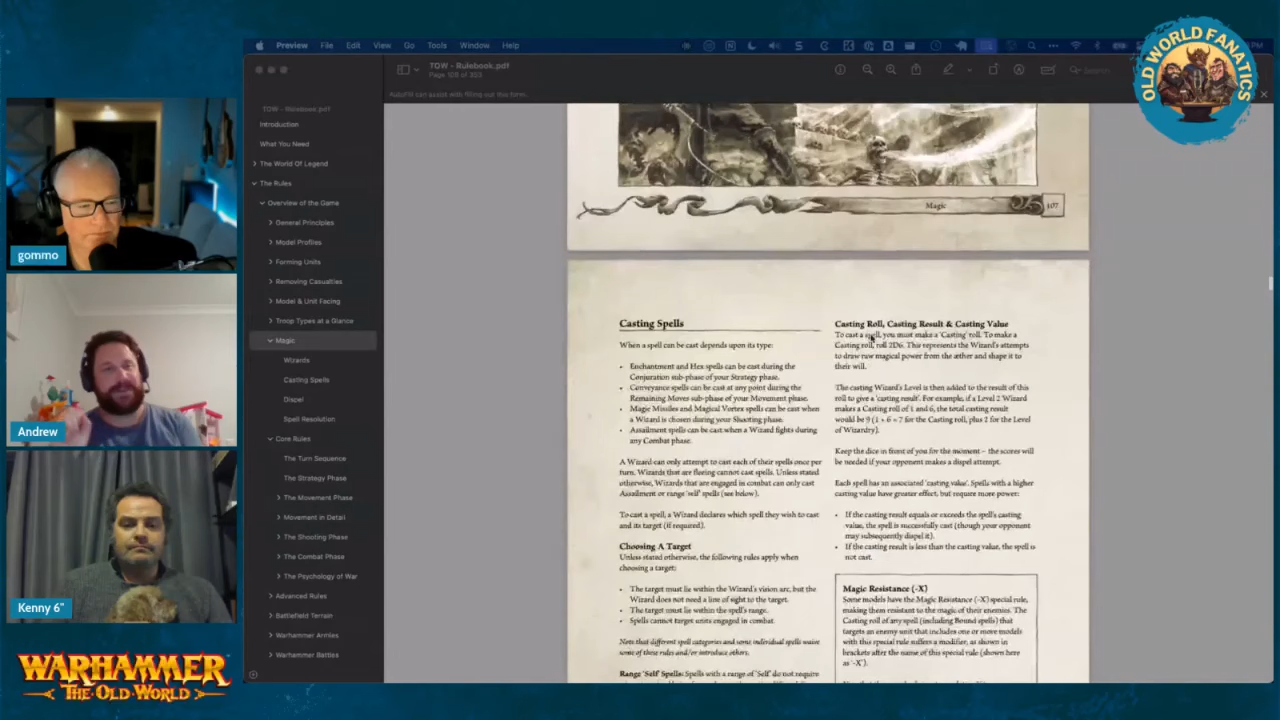 Preview File Edit View Go Tools Window Help
TOW - Rulebook.pdf
Page 108 of 303
Search
AutoFill can assist with filling out this form.
OLD WORLD FANATICS
TOW - Rulebook.pdf
Introduction
What You Need
The World Of Legend
The Rules
Overview of the Game
General Principles
Model Profiles
Forming Units
Removing Casualties
Model & Unit Facing
Troop Types at a Glance
Magic
Wizards
Casting Spells
Dispel
Spell Resolution
Core Rules
The Turn Sequence
The Strategy Phase
The Movement Phase
Movement in Detail
The Shooting Phase
The Combat Phase
The Psychology of War
Advanced Rules
Battlefield Terrain
Warhammer Armies
Warhammer Battles
gommo
Andrew
Kenny 6"
WARHAMMER
THE OLD WORLD
Magic
107
Casting Spells
When a spell can be cast depends upon its type:
• Enchantment and Hex spells can be cast during the
Conjuration sub-phase of your Strategy phase.
• Conveyance spells can be cast at any point during the
Remaining Moves sub-phase of your Movement phase.
• Magic Missiles and Magical Vortex spells can be cast when
a Wizard is chosen during your Shooting phase.
• Assailment spells can be cast when a Wizard fights during
any Combat phase.
A Wizard can only attempt to cast each of their spells once per
turn. Wizards that are fleeing cannot cast spells. Unless stated
otherwise, Wizards that are engaged in combat can only cast
Assailment or range 'self' spells (see below).
To cast a spell, a Wizard declares which spell they wish to cast
and its target (if required).
Choosing A Target
Unless stated otherwise, the following rules apply when
choosing a target:
• The target must lie within the Wizard's vision arc, but the
Wizard does not need a line of sight to the target.
• The target must lie within the spell's range.
• Spells cannot target units engaged in combat.
Note that different spell categories and some individual spells waive
some of these rules and/or introduce others.
Range 'Self' Spells: Spells with a range of 'Self' do not require
Casting Roll, Casting Result & Casting Value
To cast a spell, you must make a 'Casting' roll. To make a
Casting roll, roll 2D6. This represents the Wizard's attempts
to draw raw magical power from the æther and shape it to
their will.
The casting Wizard's Level is then added to the result of this
roll to give a 'casting result'. For example, if a Level 2 Wizard
makes a Casting roll of 1 and 6, the total casting result
would be 9 (1 + 6 = 7 for the Casting roll, plus 2 for the Level
of Wizardry).
Keep the dice in front of you for the moment – the scores will
be needed if your opponent makes a dispel attempt.
Each spell has an associated 'casting value'. Spells with a higher
casting value have greater effect, but require more power:
• If the casting result equals or exceeds the spell's casting
value, the spell is successfully cast (though your opponent
may subsequently dispel it).
• If the casting result is less than the casting value, the spell is
not cast.
Magic Resistance (-X)
Some models have the Magic Resistance (-X) special rule,
making them resistant to the magic of their enemies. The
Casting roll of any spell (including Bound spells) that
targets an enemy unit that includes one or more models
with this special rule suffers a modifier, as shown in
brackets after the name of this special rule (shown here
as '-X').